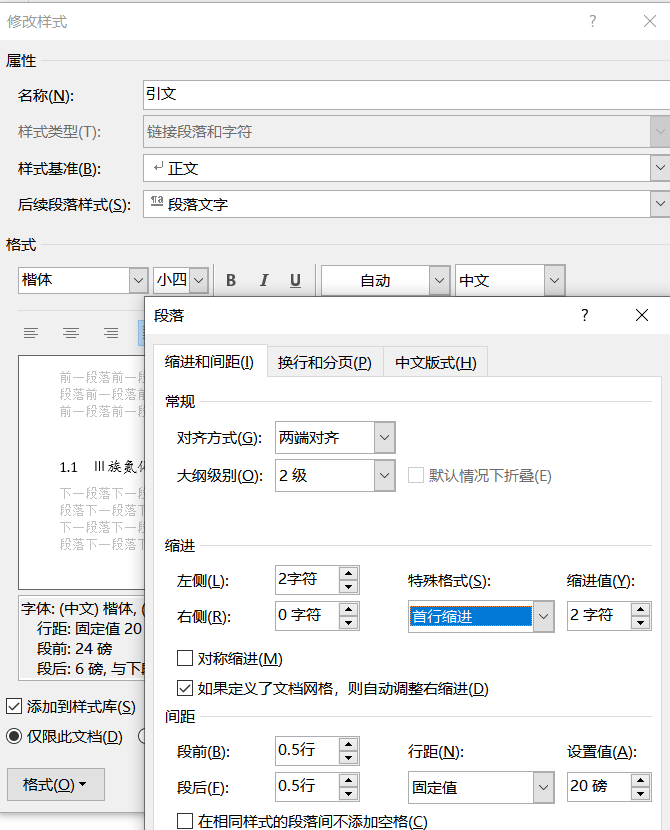 修改样式
属性
名称(N): 引文
样式类型(T): 链接段落和字符
样式基准(B): 正文
后续段落样式(S): 段落文字
格式
楷体 小四 B I U 自动 中文
前一段落前一段
段落前一段落前
前一段落前一段
1.1 Ⅲ族氮
下一段落下一段
段落下一段落下
下一段落下一段
段落下一段落下
字体: (中文) 楷体, (
行距: 固定值 20
段前: 24 磅
段后: 6 磅, 与下
添加到样式库(S)
仅限此文档(D)
格式(O)
段落
缩进和间距(I) 换行和分页(P) 中文版式(H)
常规
对齐方式(G): 两端对齐
大纲级别(O): 2 级 默认情况下折叠(E)
缩进
左侧(L): 2字符 特殊格式(S): 缩进值(Y):
右侧(R): 0 字符 首行缩进 2 字符
对称缩进(M)
如果定义了文档网格，则自动调整右缩进(D)
间距
段前(B): 0.5行 行距(N): 设置值(A):
段后(F): 0.5行 固定值 20 磅
在相同样式的段落间不添加空格(C)